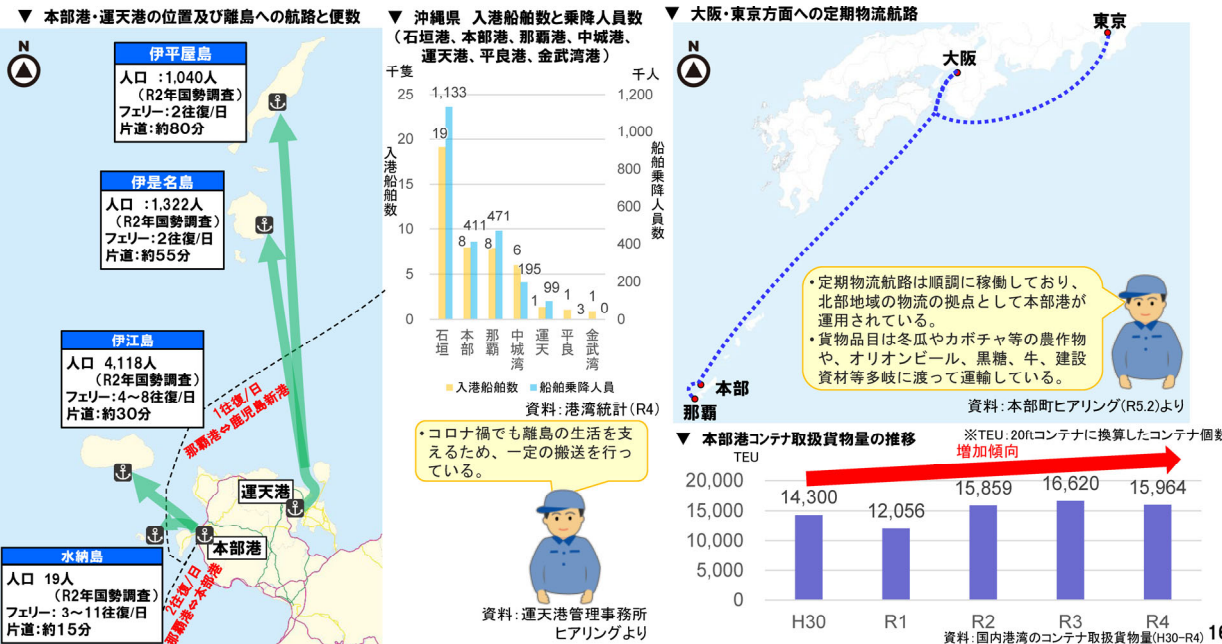 ▼ 本部港・運天港の位置及び離島への航路と便数
N
伊平屋島
人口 :1,040人
(R2年国勢調査)
フェリー:2往復/日
片道:約80分
伊是名島
人口 :1,322人
(R2年国勢調査)
フェリー:2往復/日
片道:約55分
伊江島
人口 4,118人
(R2年国勢調査)
フェリー:4~8往復/日
片道:約30分
1往復/日
那覇港⇔鹿児島新港
運天港
本部港
水納島
人口 19人
(R2年国勢調査)
フェリー:3~11往復/日
片道:約15分
2往復/日
那覇港⇔本部港
▼ 沖縄県 入港船舶数と乗降人員数
(石垣港、本部港、那覇港、中城湾港、
運天港、平良港、金武湾港)
千隻
千人
25
20
15
10
5
0
入港船舶数
1,200
1,000
800
600
400
200
0
船舶乗降人員数
19
1,133
8
411
8
471
6
195
1
99
1
3
1
0
石垣
本部
那覇
中城湾
運天
平良
金武湾
入港船舶数
船舶乗降人員
資料:港湾統計(R4)
・コロナ禍でも離島の生活を支
えるため、一定の搬送を行っ
ている。
資料:運天港管理事務所
ヒアリングより
▼ 大阪・東京方面への定期物流航路
N
東京
大阪
本部
那覇
・定期物流航路は順調に稼働しており、
北部地域の物流の拠点として本部港が
運用されている。
・貨物品目は冬瓜やカボチャ等の農作物
や、オリオンビール、黒糖、牛、建設
資材等多岐に渡って運輸している。
資料:本部町ヒアリング(R5.2)より
▼ 本部港コンテナ取扱貨物量の推移
※TEU:20ftコンテナに換算したコンテナ個数
TEU
増加傾向
20,000
15,000
10,000
5,000
0
14,300
12,056
15,859
16,620
15,964
H30
R1
R2
R3
R4
資料:国内港湾のコンテナ取扱貨物量(H30-R4)
16